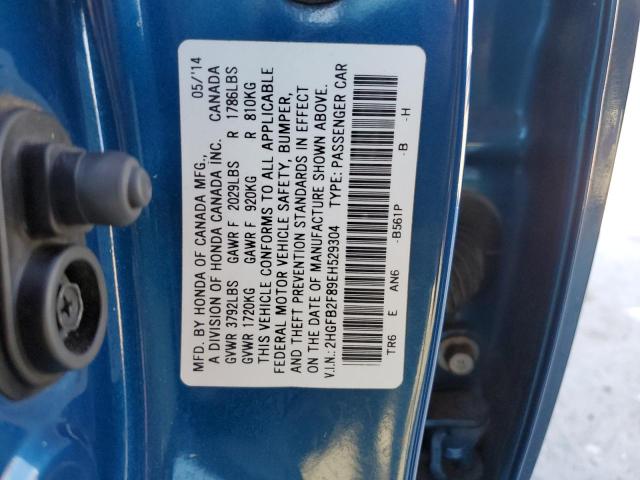 MFD. BY HONDA OF CANADA MFG., 05/'14
A DIVISION OF HONDA CANADA INC. CANADA
GVWR 3792LBS GAWR F 2029LBS R 1786LBS
GVWR 1720KG GAWR F 920KG R 810KG
THIS VEHICLE CONFORMS TO ALL APPLICABLE
FEDERAL MOTOR VEHICLE SAFETY, BUMPER,
AND THEFT PREVENTION STANDARDS IN EFFECT
ON THE DATE OF MANUFACTURE SHOWN ABOVE.
V.I.N.: 2HGFB2F89EH529304 TYPE: PASSENGER CAR
TR6 E AN6 -B561P -B -H